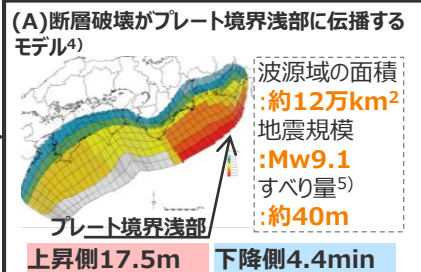 (A)断層破壊がプレート境界浅部に伝播する
モデル4)
波源域の面積
:約12万km2
地震規模
:Mw9.1
すべり量5)
:約40m
プレート境界浅部
上昇側17.5m 下降側4.4min